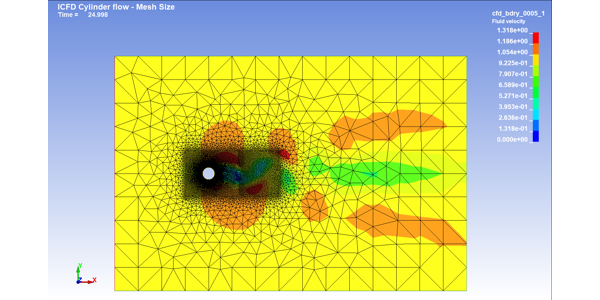 ICFD Cylinder flow - Mesh Size
Time = 24.998
cfd_bdry_0005_1
Fluid velocity
1.318e+00
1.186e+00
1.054e+00
9.225e-01
7.907e-01
6.589e-01
5.271e-01
3.953e-01
2.636e-01
1.318e-01
0.000e+00
Y
X